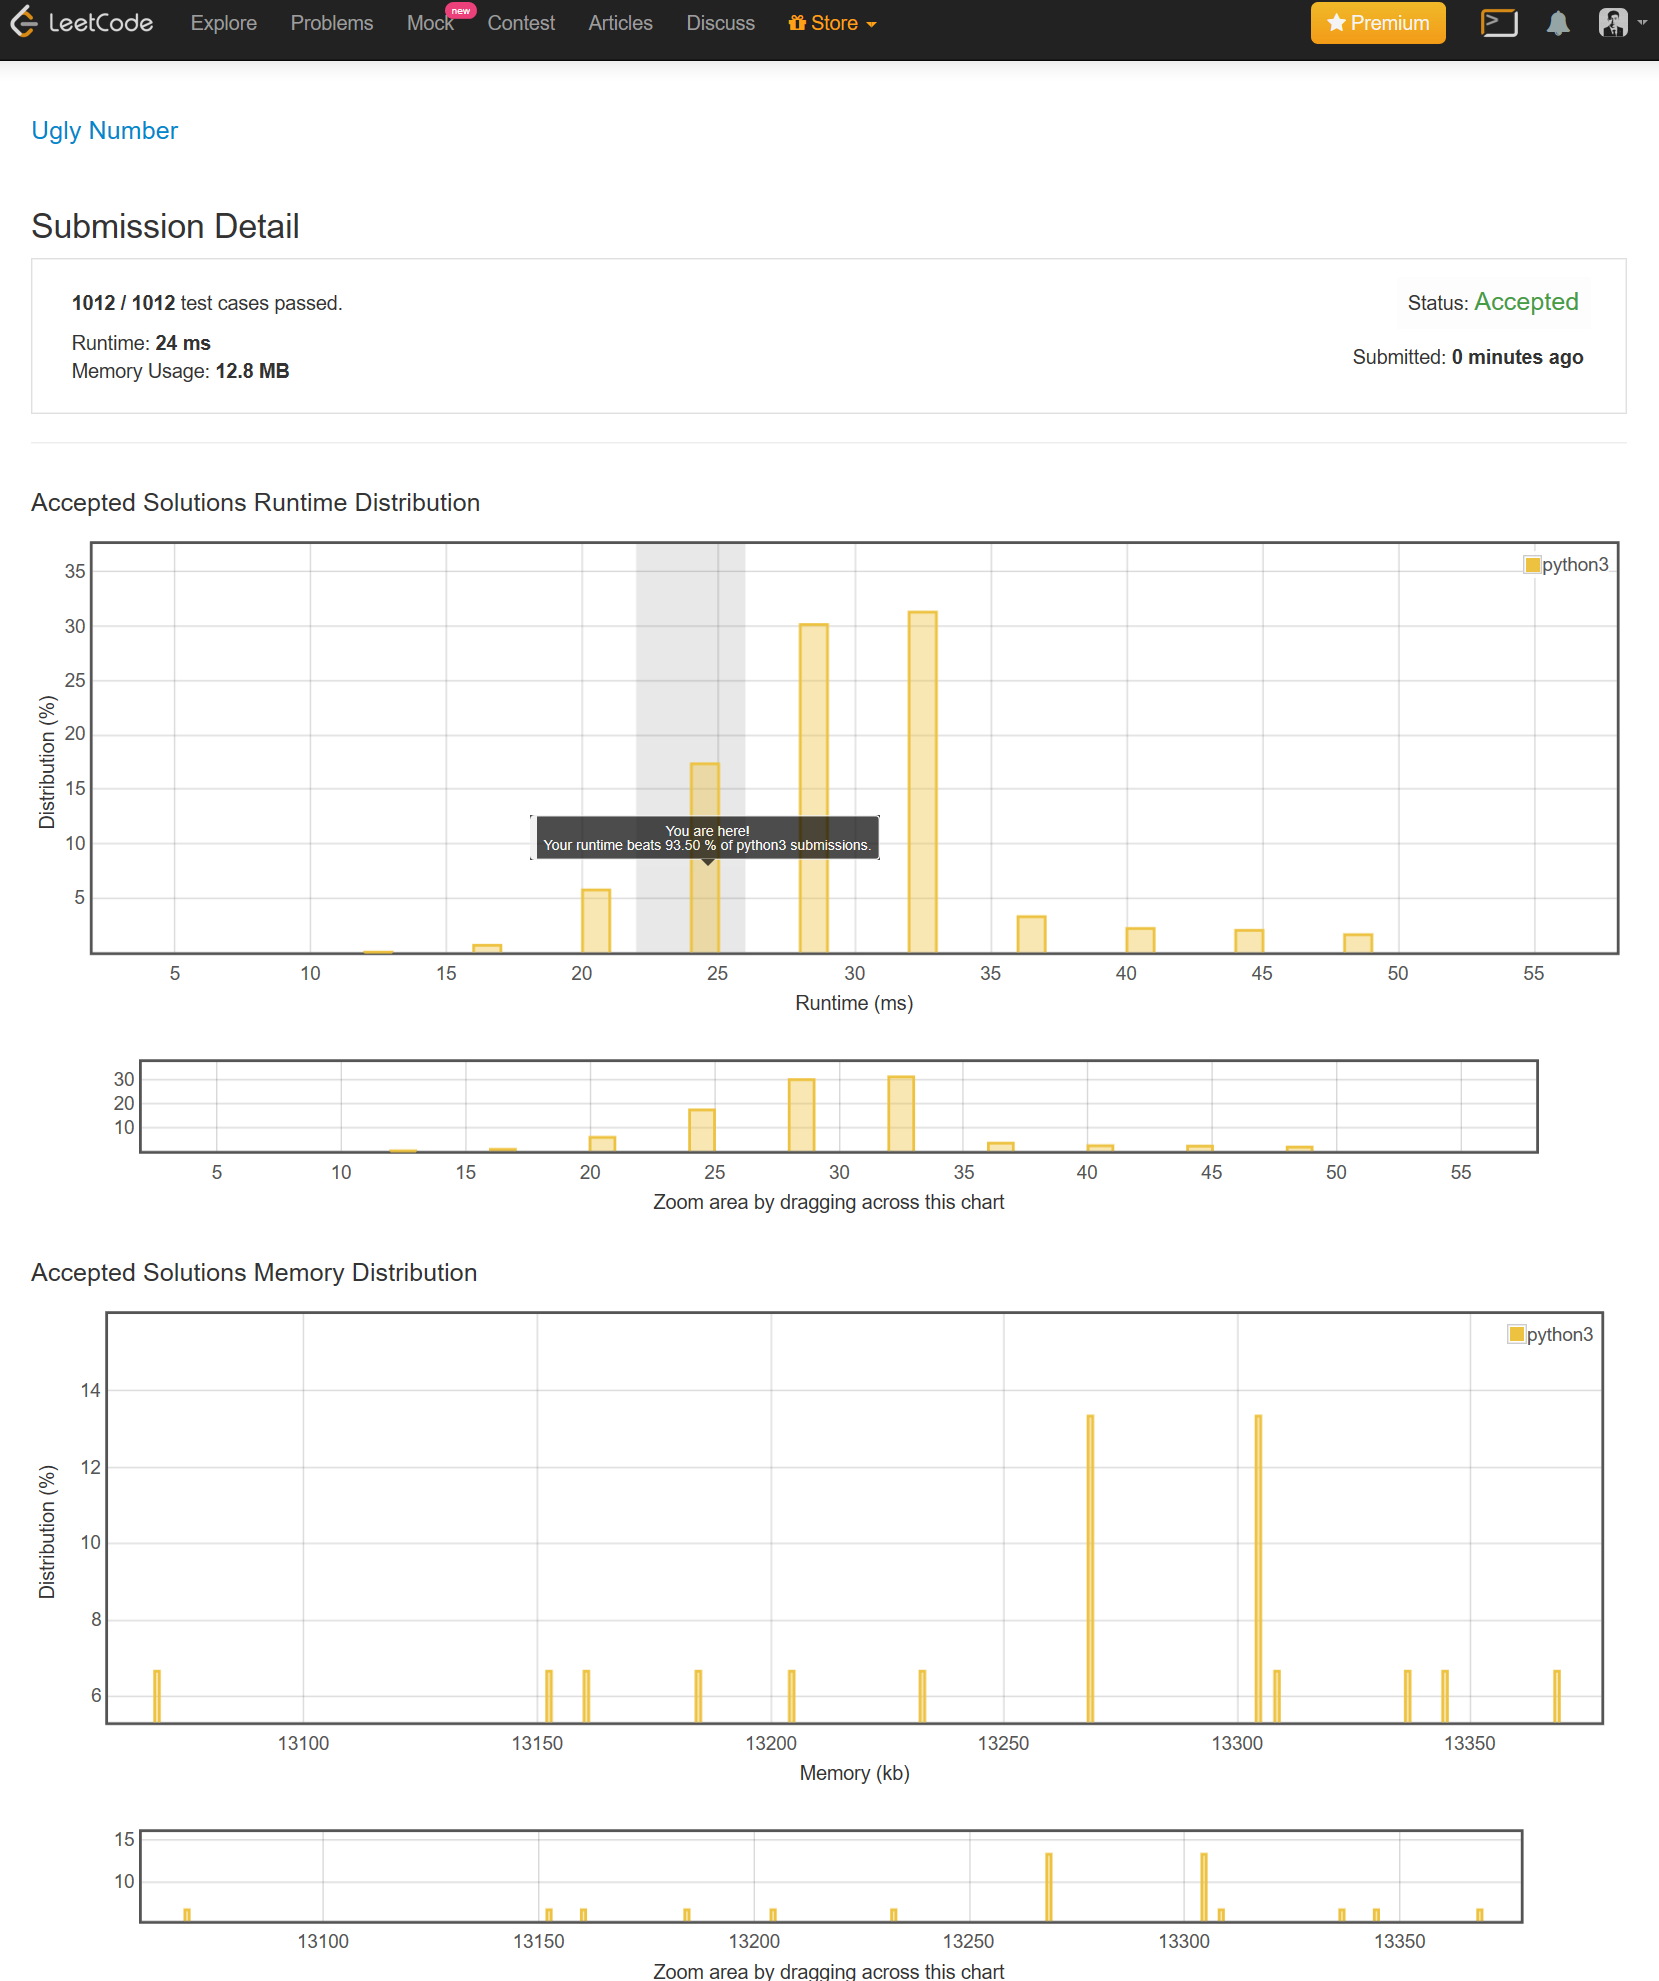 LeetCode Explore Problems Mock new Contest Articles Discuss Store Premium
Ugly Number
Submission Detail
1012 / 1012 test cases passed.
Status: Accepted
Runtime: 24 ms
Submitted: 0 minutes ago
Memory Usage: 12.8 MB
Accepted Solutions Runtime Distribution
python3
35
30
25
20
15
10
5
Distribution (%)
You are here!
Your runtime beats 93.50 % of python3 submissions.
5 10 15 20 25 30 35 40 45 50 55
Runtime (ms)
30
20
10
5 10 15 20 25 30 35 40 45 50 55
Zoom area by dragging across this chart
Accepted Solutions Memory Distribution
python3
14
12
10
8
6
Distribution (%)
13100 13150 13200 13250 13300 13350
Memory (kb)
15
10
13100 13150 13200 13250 13300 13350
Zoom area by dragging across this chart